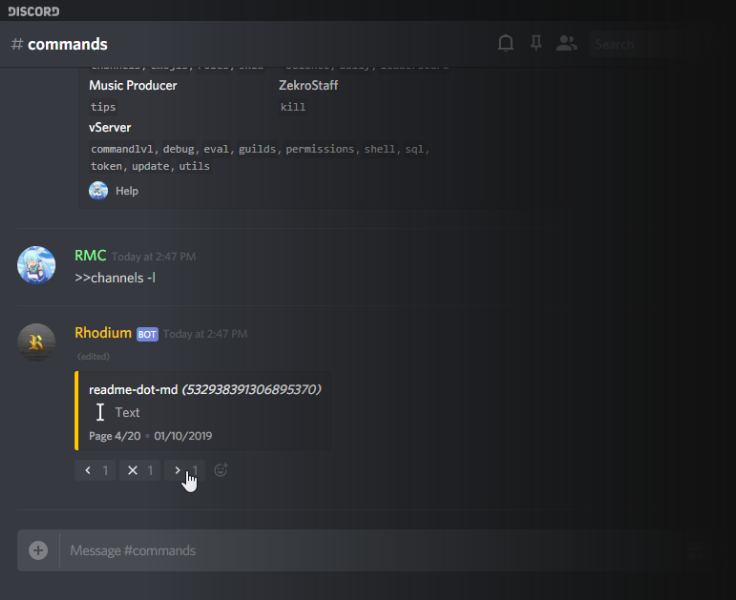 DISCORD
# commands
Search
Music Producer ZekroStaff
tips kill
vServer
commandlvl, debug, eval, guilds, permissions, shell, sql,
token, update, utils
Help
RMC Today at 2:47 PM
>>channels -l
Rhodium BOT Today at 2:47 PM
(edited)
readme-dot-md (532938391306895370)
Text
Page 4/20 • 01/10/2019
< 1 × 1 > 1
Message #commands